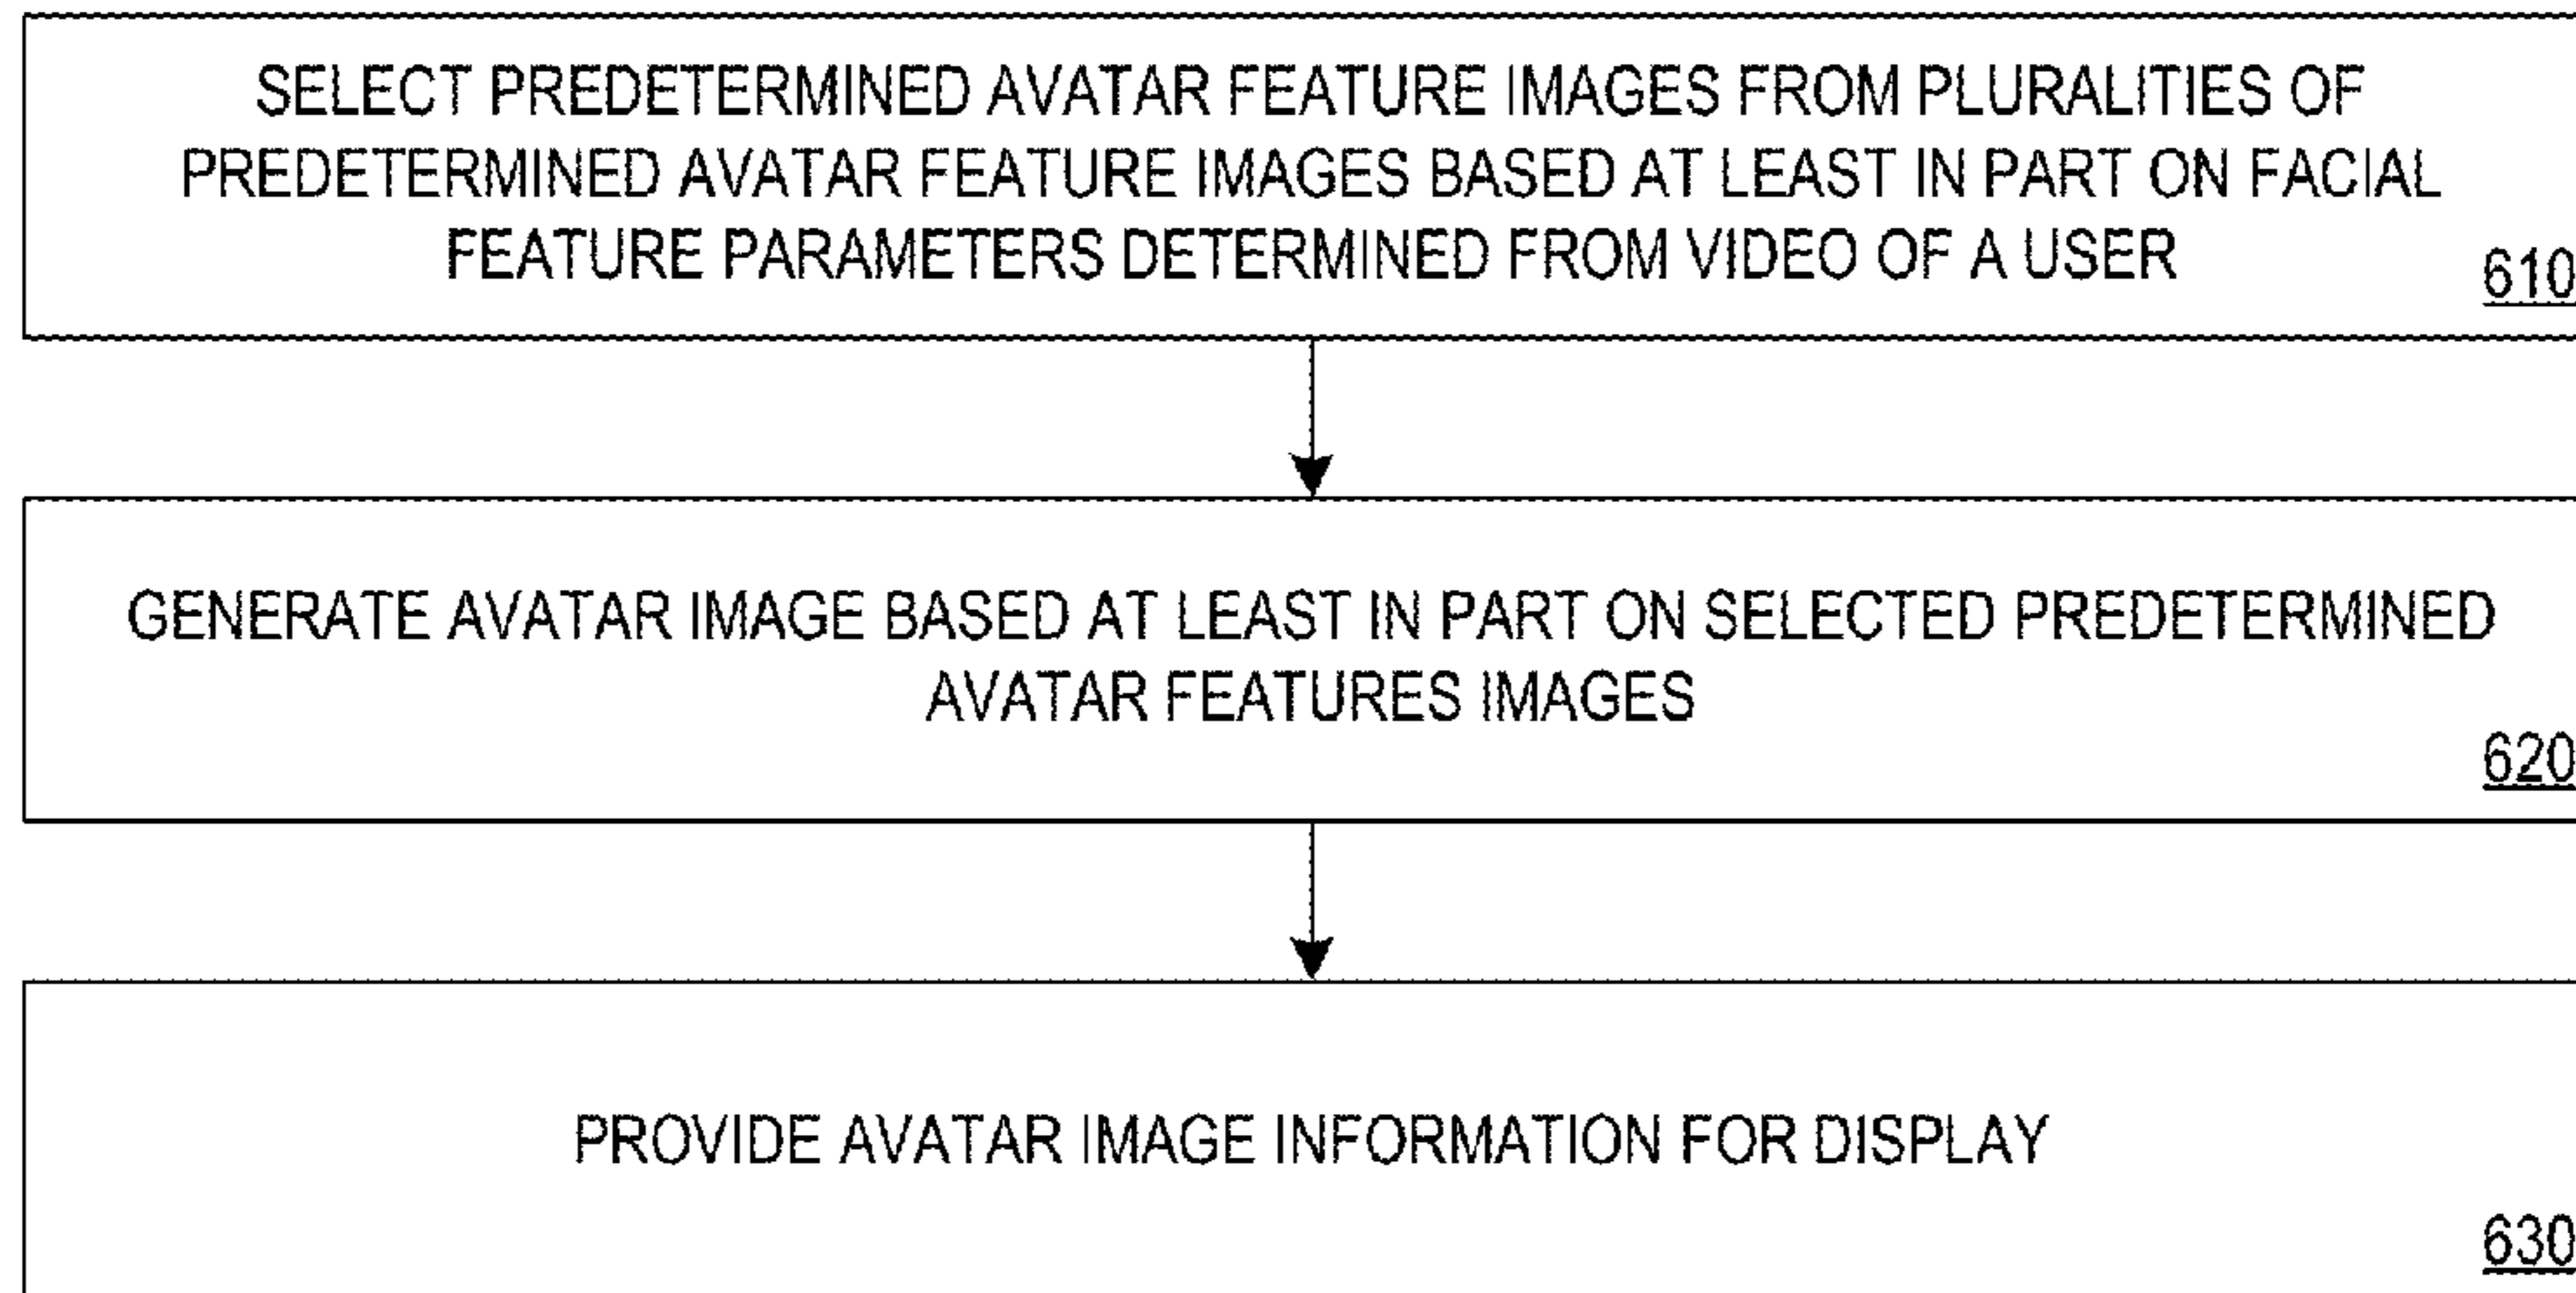 SELECT PREDETERMINED AVATAR FEATURE IMAGES FROM PLURALITIES OF
PREDETERMINED AVATAR FEATURE IMAGES BASED AT LEAST IN PART ON FACIAL
FEATURE PARAMETERS DETERMINED FROM VIDEO OF A USER
610
GENERATE AVATAR IMAGE BASED AT LEAST IN PART ON SELECTED PREDETERMINED
AVATAR FEATURES IMAGES
620
PROVIDE AVATAR IMAGE INFORMATION FOR DISPLAY
630